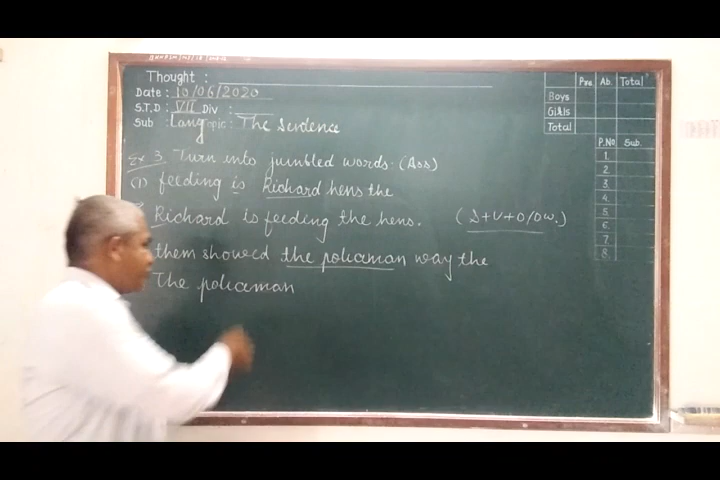 Thought :
Date : 10/06/2020
S.T.D : VII Div :
Sub : Lang Topic : The Sentence
Pre. Ab. Total
Boys
Girls
Total
P.No. Sub.
1.
2.
3.
4.
5.
6.
7.
8.
Ex 3. Turn into jumbled words. (Ass)
(1) feeding is Richard hens the
Richard is feeding the hens. (S+V+O/OW.)
them showed the policeman way the
The policeman